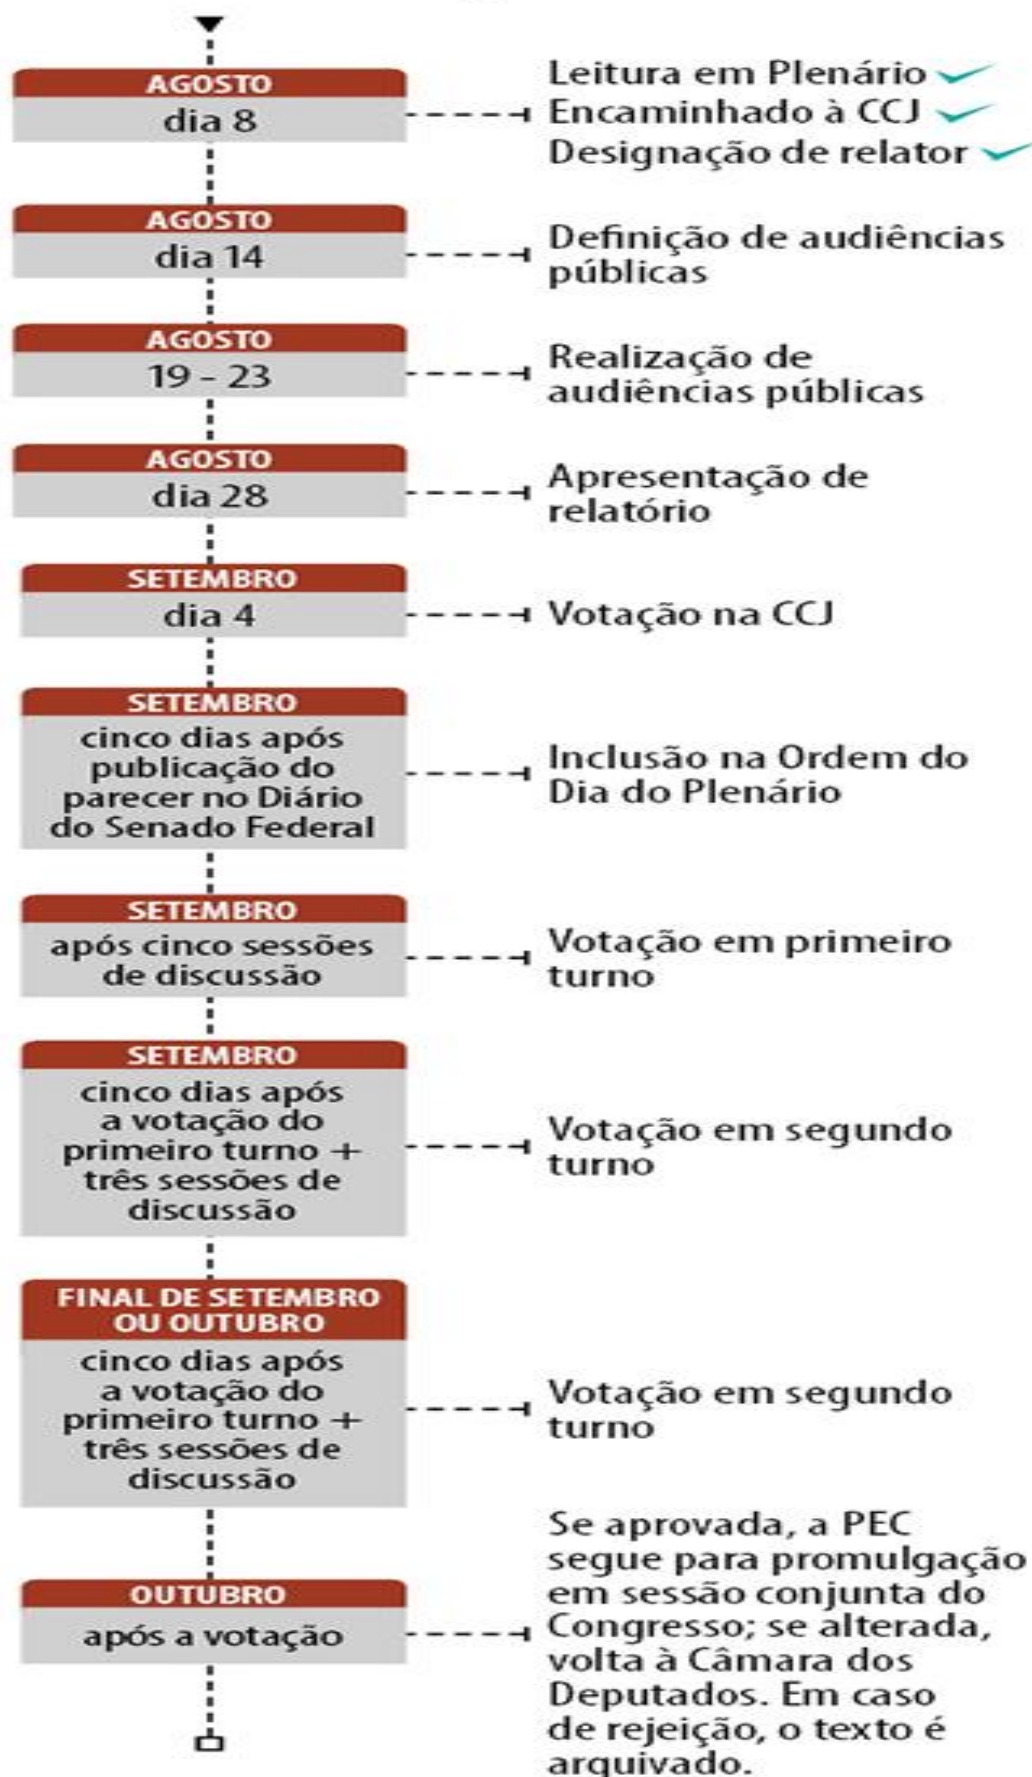 AGOSTO
dia 8
Leitura em Plenário
Encaminhado à CCJ
Designação de relator
AGOSTO
dia 14
Definição de audiências
públicas
AGOSTO
19 – 23
Realização de
audiências públicas
AGOSTO
dia 28
Apresentação de
relatório
SETEMBRO
dia 4
Votação na CCJ
SETEMBRO
cinco dias após
publicação do
parecer no Diário
do Senado Federal
Inclusão na Ordem do
Dia do Plenário
SETEMBRO
após cinco sessões
de discussão
Votação em primeiro
turno
SETEMBRO
cinco dias após
a votação do
primeiro turno +
três sessões de
discussão
Votação em segundo
turno
FINAL DE SETEMBRO
OU OUTUBRO
cinco dias após
a votação do
primeiro turno +
três sessões de
discussão
Votação em segundo
turno
OUTUBRO
após a votação
Se aprovada, a PEC
segue para promulgação
em sessão conjunta do
Congresso; se alterada,
volta à Câmara dos
Deputados. Em caso
de rejeição, o texto é
arquivado.